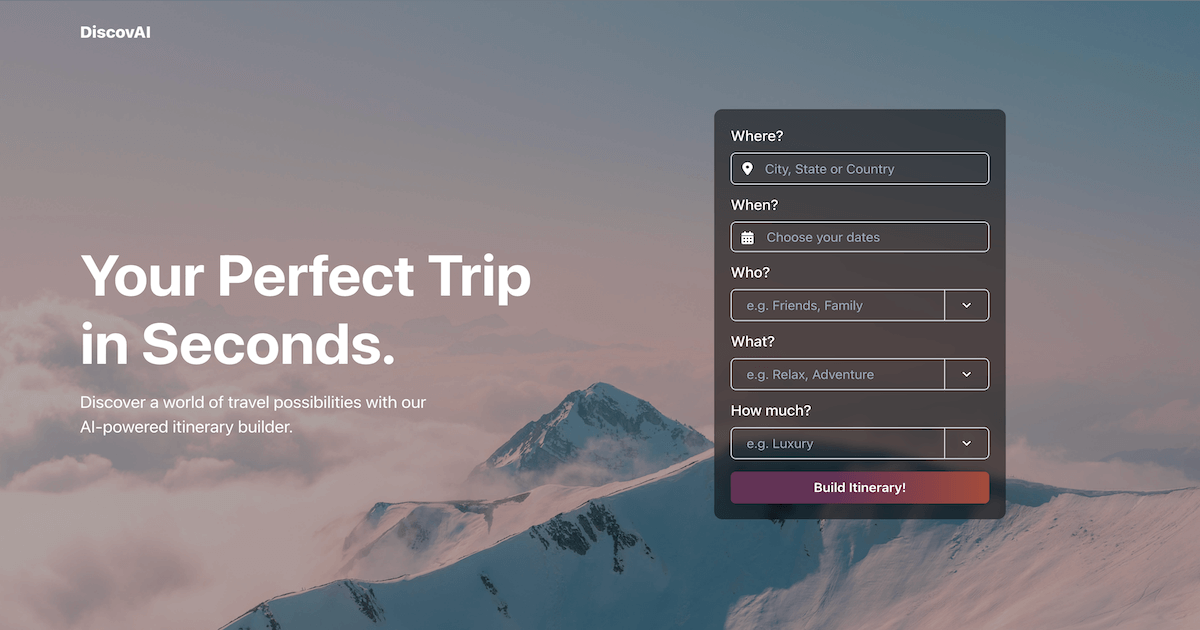 DiscovAI
Your Perfect Trip
in Seconds.
Discover a world of travel possibilities with our
AI-powered itinerary builder.
Where?
City, State or Country
When?
Choose your dates
Who?
e.g. Friends, Family
What?
e.g. Relax, Adventure
How much?
e.g. Luxury
Build Itinerary!